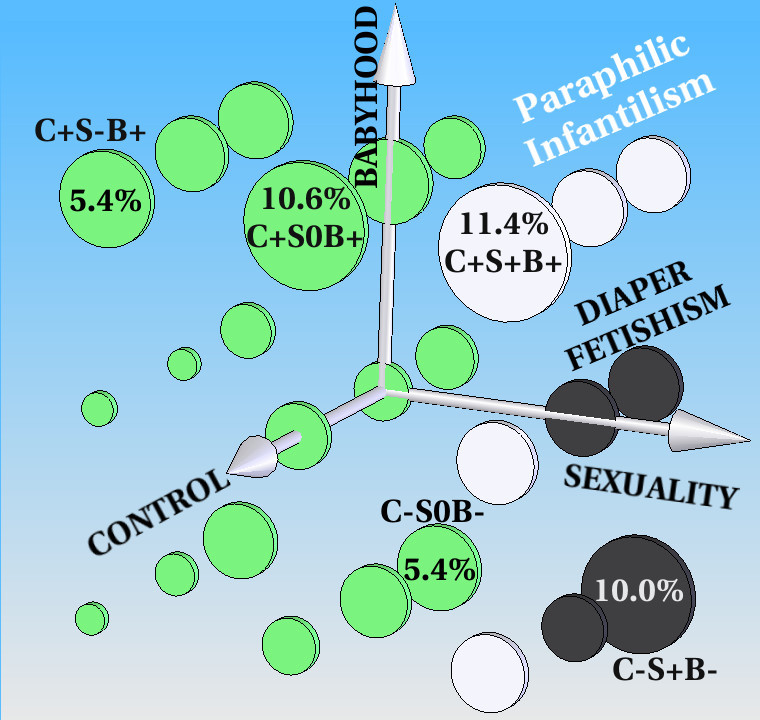 BABYHOOD
Paraphilic
Infantilism
C+S-B+
5.4%
10.6%
C+S0B+
11.4%
C+S+B+
DIAPER
FETISHISM
CONTROL
SEXUALITY
C-S0B-
5.4%
10.0%
C-S+B-